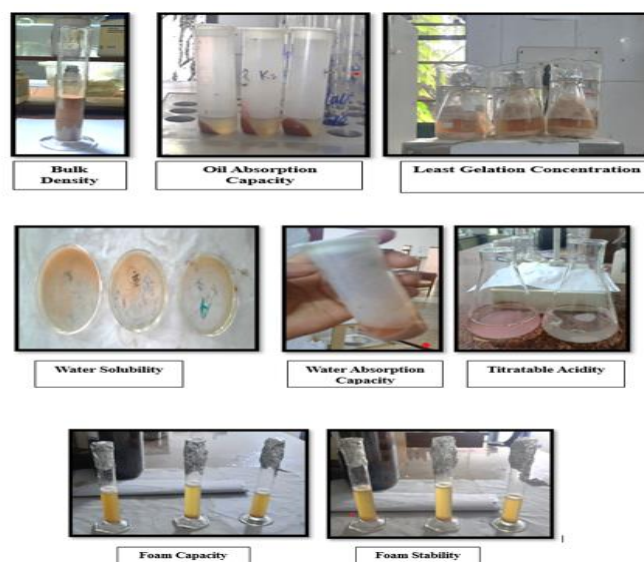 Bulk
Density
Oil Absorption
Capacity
Least Gelation Concentration
Water Solubility
Water Absorption
Capacity
Titratable Acidity
Foam Capacity
Foam Stability